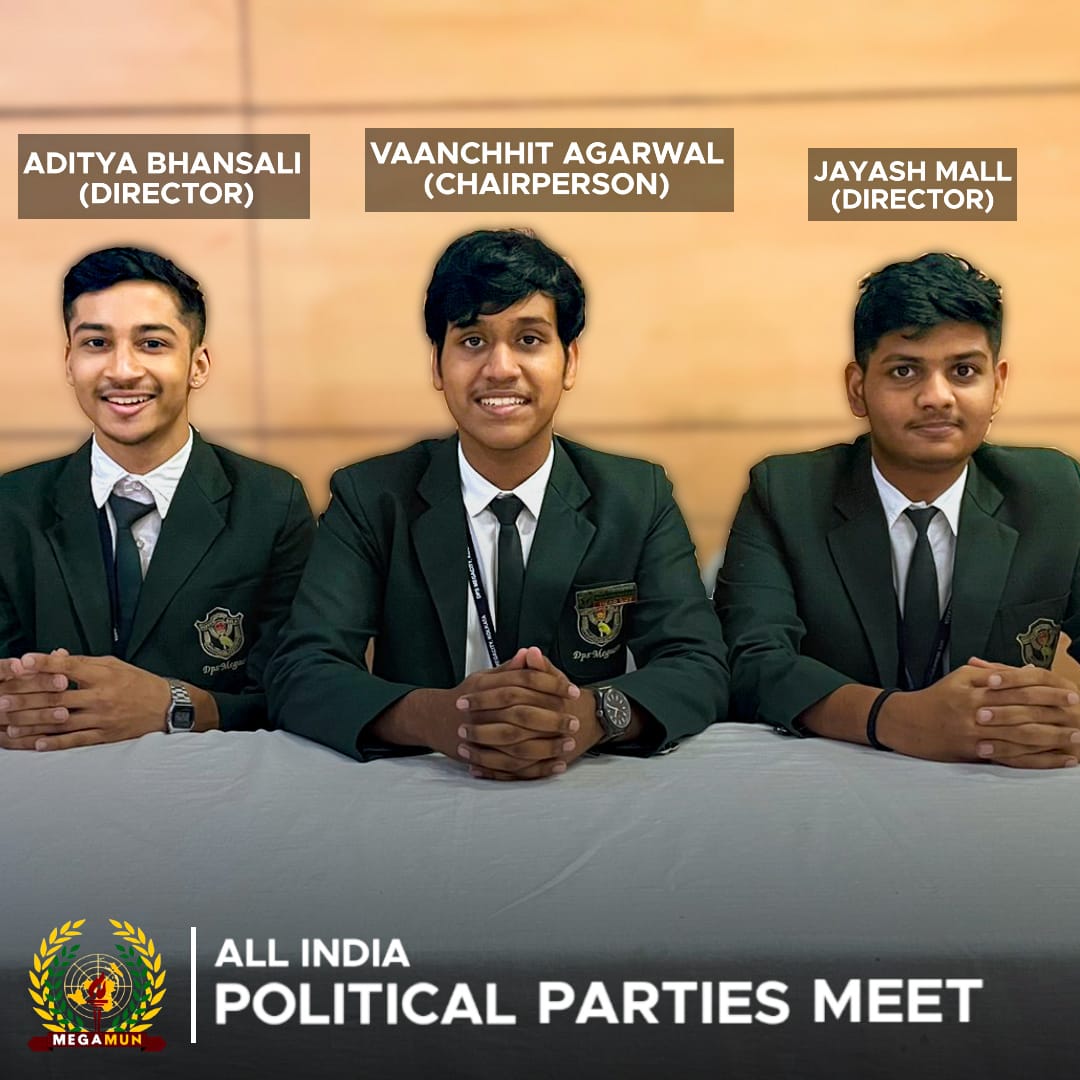 ADITYA BHANSALI
(DIRECTOR)
VAANCHHIT AGARWAL
(CHAIRPERSON)
JAYASH MALL
(DIRECTOR)
ALL INDIA
POLITICAL PARTIES MEET
MEGAMUN